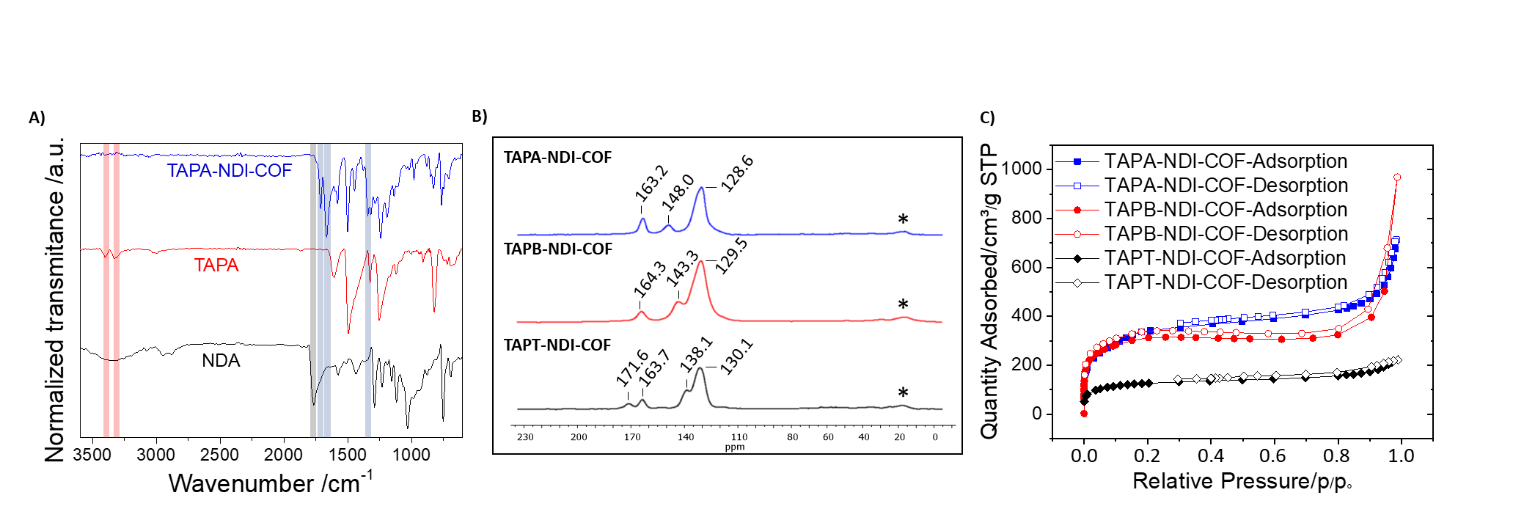 A)
Normalized transmitance /a.u.
TAPA-NDI-COF
TAPA
NDA
3500 3000 2500 2000 1500 1000
Wavenumber /cm⁻¹
B)
TAPA-NDI-COF
163.2
148.0
128.6
*
TAPB-NDI-COF
164.3
143.3
129.5
*
TAPT-NDI-COF
171.6
163.7
138.1
130.1
*
230 200 170 140 110 80 60 40 20 0
ppm
C)
Quantity Adsorbed/cm³/g STP
1000
800
600
400
200
0
TAPA-NDI-COF-Adsorption
TAPA-NDI-COF-Desorption
TAPB-NDI-COF-Adsorption
TAPB-NDI-COF-Desorption
TAPT-NDI-COF-Adsorption
TAPT-NDI-COF-Desorption
0.0 0.2 0.4 0.6 0.8 1.0
Relative Pressure/p/p₀